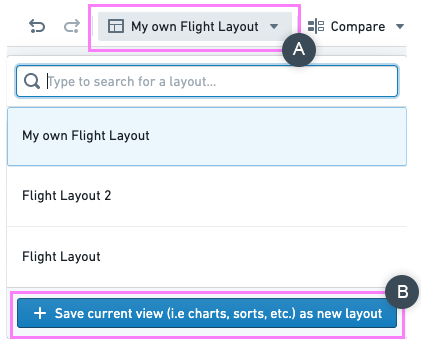 My own Flight Layout
Compare
A
Type to search for a layout...
My own Flight Layout
Flight Layout 2
Flight Layout
B
+ Save current view (i.e charts, sorts, etc.) as new layout